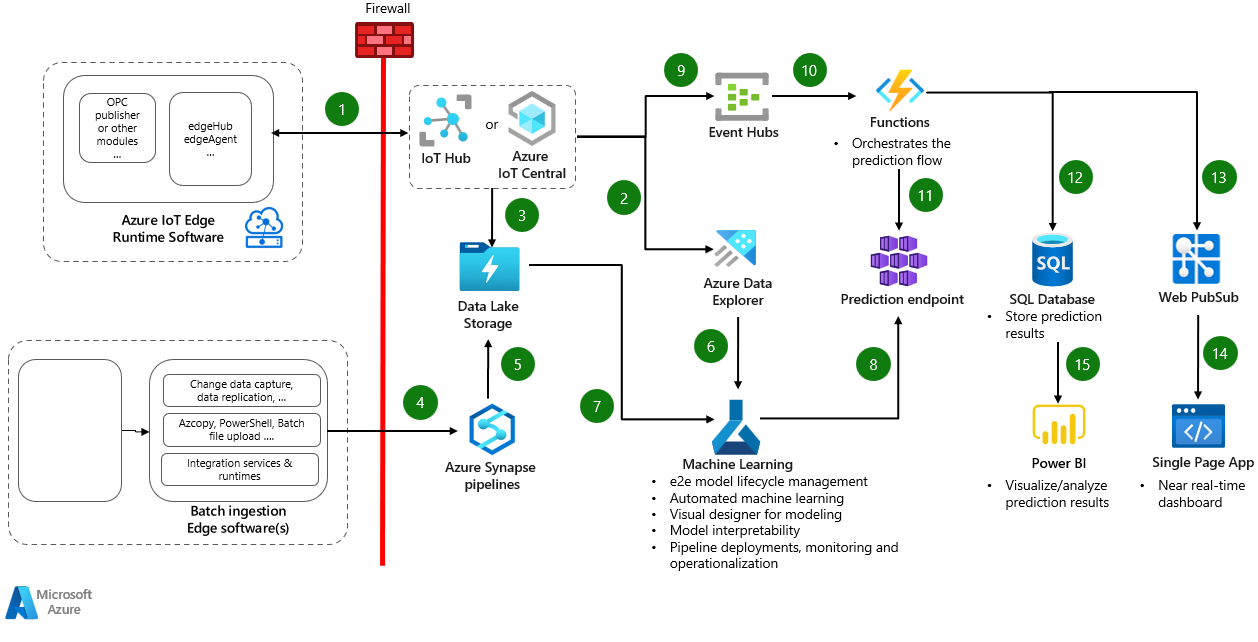 Firewall
1
OPC
publisher
or other
modules
...
edgeHub
edgeAgent
...
Azure IoT Edge
Runtime Software
IoT Hub
or
Azure
IoT Central
9
Event Hubs
10
Functions
• Orchestrates the
prediction flow
2
3
11
12
13
Data Lake
Storage
Azure Data
Explorer
Prediction endpoint
SQL
SQL Database
• Store prediction
results
Web PubSub
Change data capture,
data replication, ...
Azcopy, PowerShell, Batch
file upload ....
Integration services &
runtimes
Batch ingestion
Edge software(s)
4
5
6
7
8
15
14
Azure Synapse
pipelines
Machine Learning
• e2e model lifecycle management
• Automated machine learning
• Visual designer for modeling
• Model interpretability
• Pipeline deployments, monitoring and
operationalization
Power BI
• Visualize/analyze
prediction results
Single Page App
• Near real-time
dashboard
Microsoft
Azure